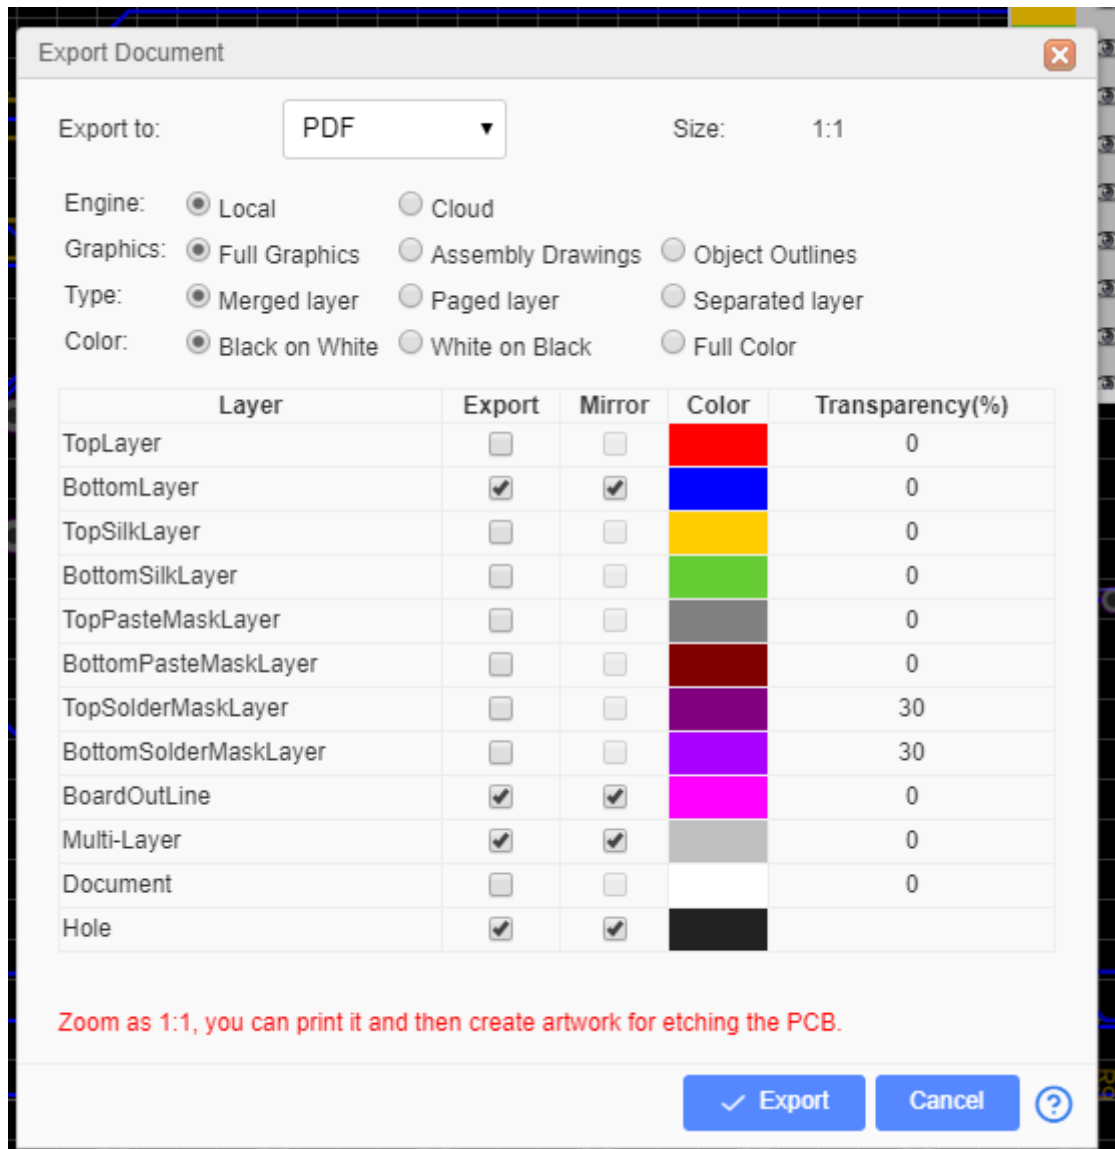 Export Document
Export to: PDF Size: 1:1
Engine: Local Cloud
Graphics: Full Graphics Assembly Drawings Object Outlines
Type: Merged layer Paged layer Separated layer
Color: Black on White White on Black Full Color
Layer Export Mirror Color Transparency(%)
TopLayer 0
BottomLayer 0
TopSilkLayer 0
BottomSilkLayer 0
TopPasteMaskLayer 0
BottomPasteMaskLayer 0
TopSolderMaskLayer 30
BottomSolderMaskLayer 30
BoardOutLine 0
Multi-Layer 0
Document 0
Hole
Zoom as 1:1, you can print it and then create artwork for etching the PCB.
Export Cancel ?